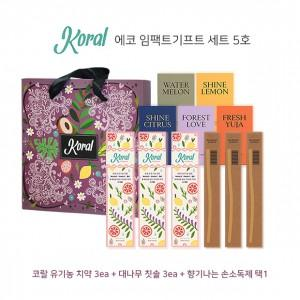 Koral 에코 임팩트기프트 세트 5호
WATER
MELON
SHINE
LEMON
SHINE
CITRUS
FOREST
LOVE
FRESH
YUJA
Koral
Koral
Koral
Koral
코랄 유기농 치약 3ea + 대나무 칫솔 3ea + 향기나는 손소독제 택1